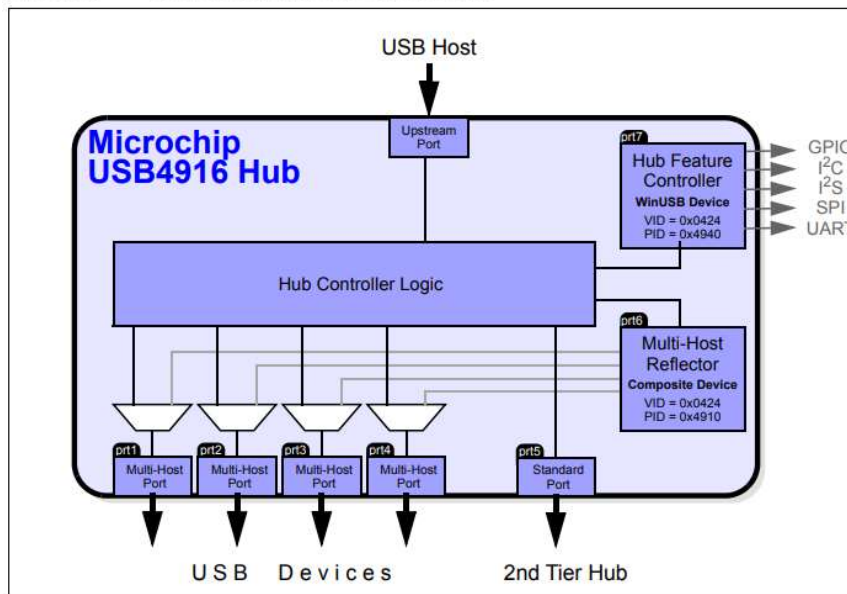 USB Host
Microchip
USB4916 Hub
Upstream
Port
prt7
Hub Feature
Controller
WinUSB Device
VID = 0x0424
PID = 0x4940
GPIO
I²C
I²S
SPI
UART
Hub Controller Logic
prt6
Multi-Host
Reflector
Composite Device
VID = 0x0424
PID = 0x4910
prt1
Multi-Host
Port
prt2
Multi-Host
Port
prt3
Multi-Host
Port
prt4
Multi-Host
Port
prt5
Standard
Port
USB Devices
2nd Tier Hub